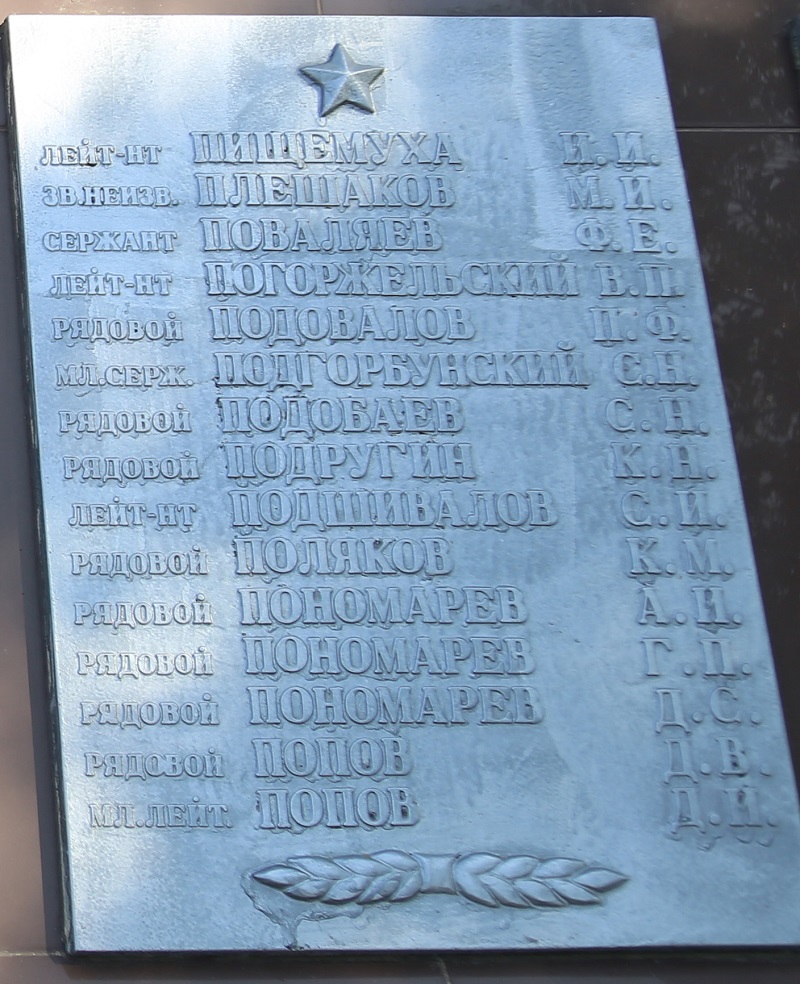 ЛЕЙТ-НТ ПИЩЕМУХА И. И.
ЗВ.НЕИЗВ. ПЛЕШАКОВ М. И.
СЕРЖАНТ ПОВАЛЯЕВ Ф. Е.
ЛЕЙТ-НТ ПОГОРЖЕЛЬСКИЙ В.П.
РЯДОВОЙ ПОДОВАЛОВ П. Ф.
МЛ.СЕРЖ. ПОДГОРБУНСКИЙ С.Н.
РЯДОВОЙ ПОДОБАЕВ С. Н.
РЯДОВОЙ ПОДРУГИН К. Н.
ЛЕЙТ-НТ ПОДШИВАЛОВ С. И.
РЯДОВОЙ ПОЛЯКОВ К. М.
РЯДОВОЙ ПОНОМАРЕВ А. И.
РЯДОВОЙ ПОНОМАРЕВ Г. П.
РЯДОВОЙ ПОНОМАРЕВ Д. С.
РЯДОВОЙ ПОПОВ Д. В.
МЛ.ЛЕЙТ. ПОПОВ Д. И.